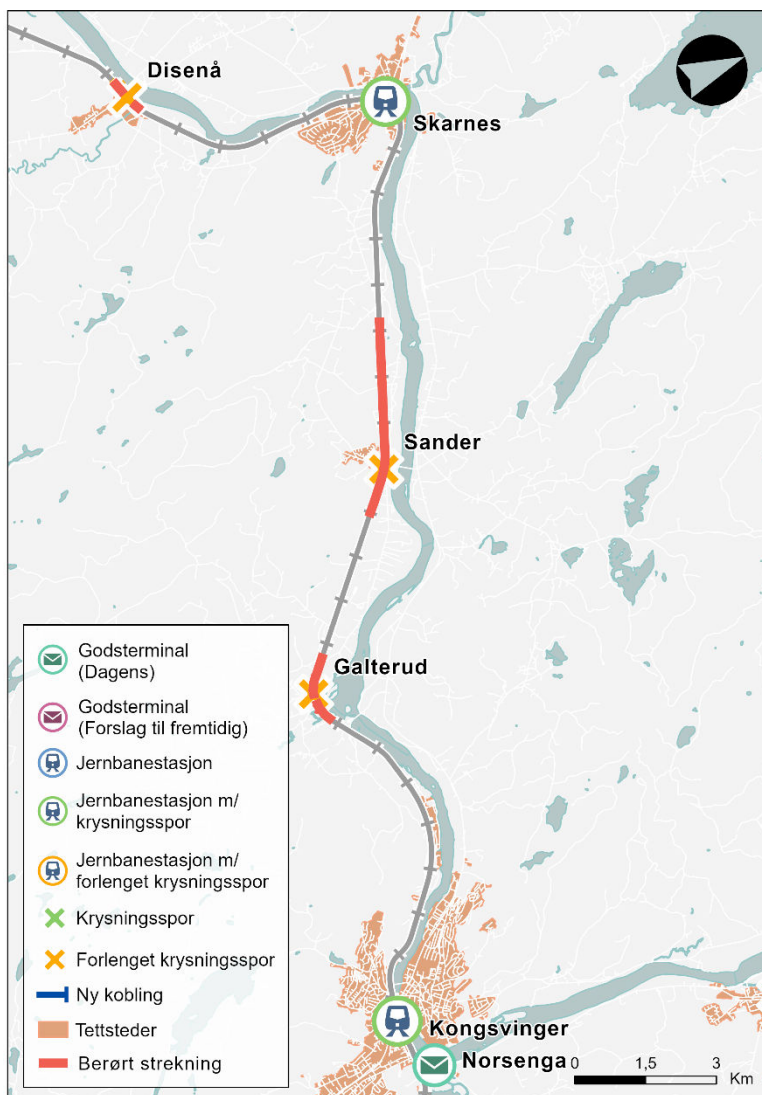 Disenå
Skarnes
Sander
Galterud
Kongsvinger
Norsenga
Godsterminal
(Dagens)
Godsterminal
(Forslag til fremtidig)
Jernbanestasjon
Jernbanestasjon m/
krysningsspor
Jernbanestasjon m/
forlenget krysningsspor
Krysningsspor
Forlenget krysningsspor
Ny kobling
Tettsteder
Berørt strekning
0 1,5 3
Km